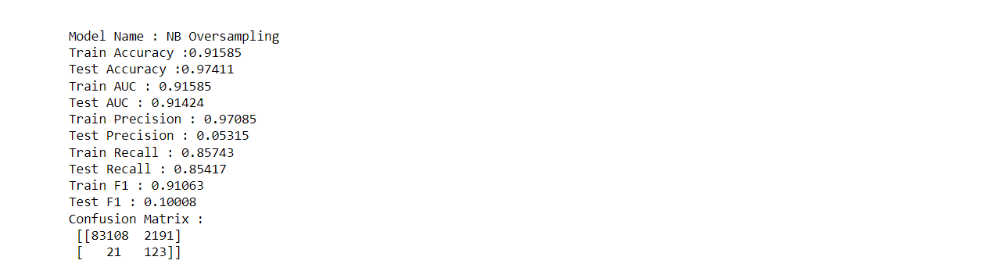 Model Name : NB Oversampling
Train Accuracy :0.91585
Test Accuracy :0.97411
Train AUC : 0.91585
Test AUC : 0.91424
Train Precision : 0.97085
Test Precision : 0.05315
Train Recall : 0.85743
Test Recall : 0.85417
Train F1 : 0.91063
Test F1 : 0.10008
Confusion Matrix :
[[83108  2191]
[   21   123]]